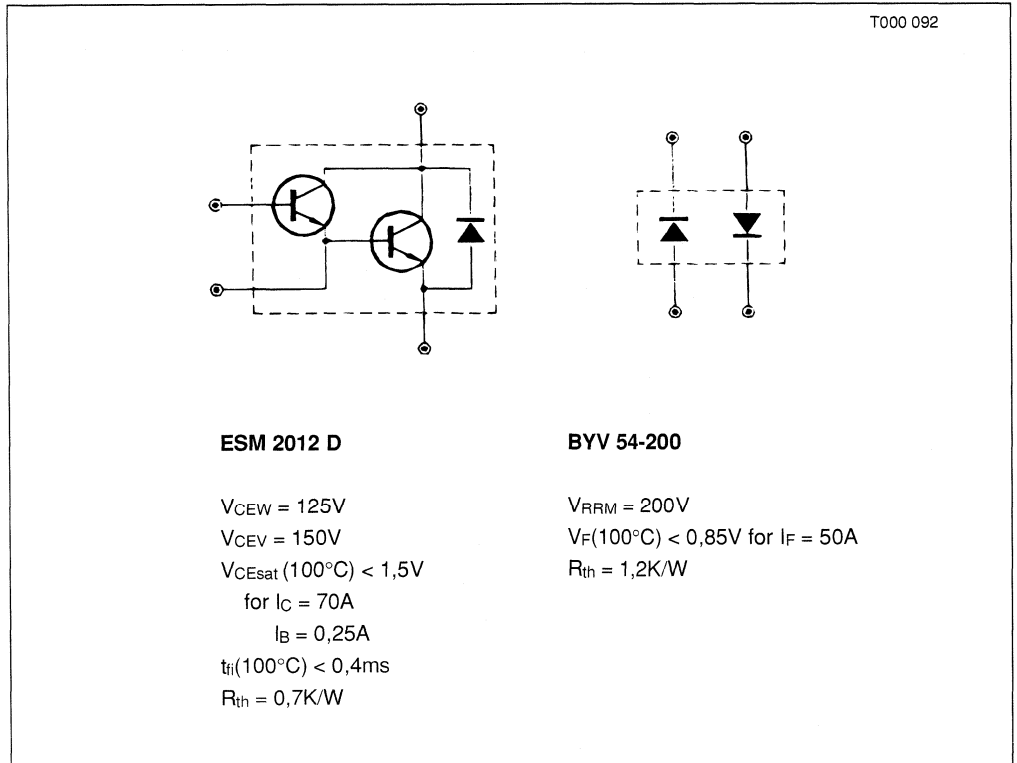 T000 092
ESM 2012 D
VCEW = 125V
VCEV = 150V
VCEsat (100°C) < 1,5V
for IC = 70A
IB = 0,25A
tfi(100°C) < 0,4ms
Rth = 0,7K/W
BYV 54-200
VRRM = 200V
VF(100°C) < 0,85V for IF = 50A
Rth = 1,2K/W